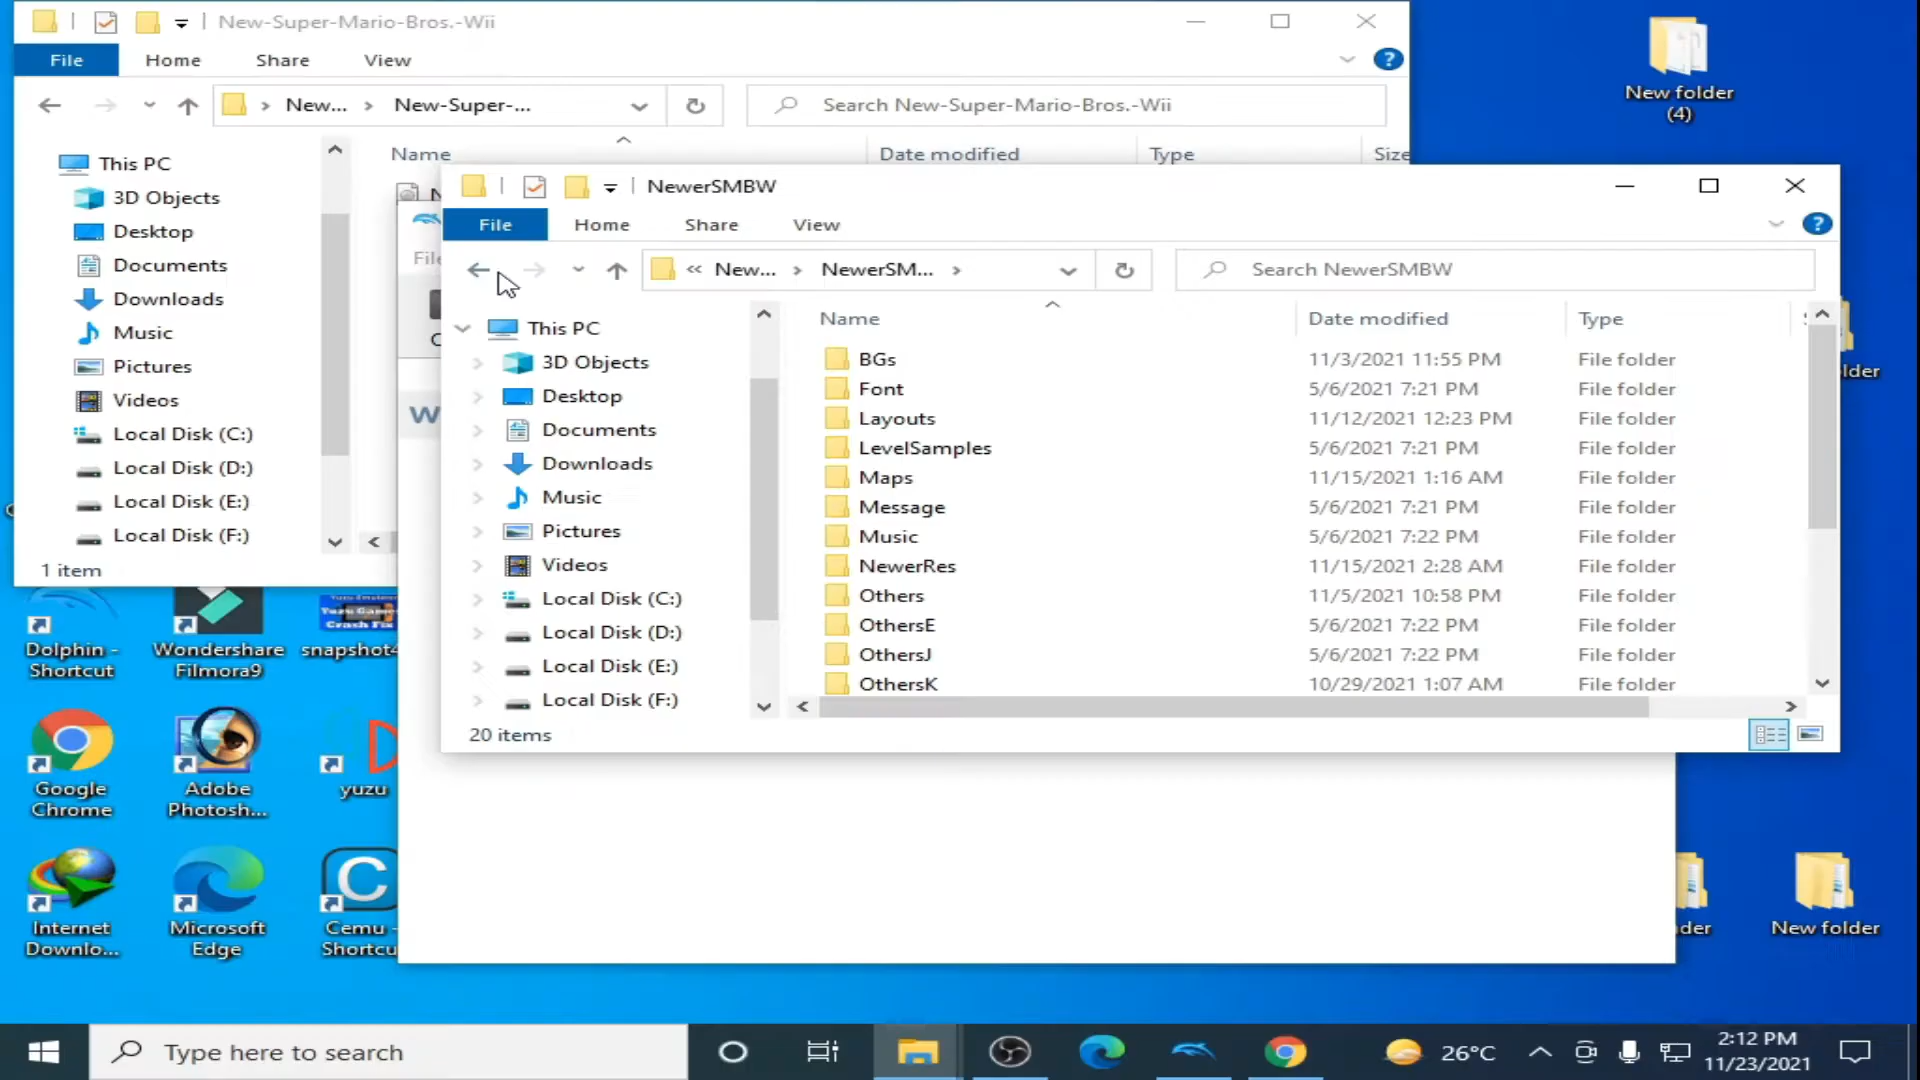 New-Super-Mario-Bros.-Wii
File Home Share View
New... New-Super-... Search New-Super-Mario-Bros.-Wii
Name Date modified Type Size
This PC
3D Objects
Desktop
Documents
Downloads
Music
Pictures
Videos
Local Disk (C:)
Local Disk (D:)
Local Disk (E:)
Local Disk (F:)
1 item
NewerSMBW
File Home Share View
« New... NewerSM... Search NewerSMBW
Name Date modified Type
This PC
3D Objects
Desktop
Documents
Downloads
Music
Pictures
Videos
Local Disk (C:)
Local Disk (D:)
Local Disk (E:)
Local Disk (F:)
BGs 11/3/2021 11:55 PM File folder
Font 5/6/2021 7:21 PM File folder
Layouts 11/12/2021 12:23 PM File folder
LevelSamples 5/6/2021 7:21 PM File folder
Maps 11/15/2021 1:16 AM File folder
Message 5/6/2021 7:21 PM File folder
Music 5/6/2021 7:22 PM File folder
NewerRes 11/15/2021 2:28 AM File folder
Others 11/5/2021 10:58 PM File folder
OthersE 5/6/2021 7:22 PM File folder
OthersJ 5/6/2021 7:22 PM File folder
OthersK 10/29/2021 1:07 AM File folder
20 items
New folder
(4)
lder
Dolphin -
Shortcut
Wondershare
Filmora9
snapshot4
Google
Chrome
Adobe
Photosh...
yuzu
Internet
Downlo...
Microsoft
Edge
Cemu -
Shortcu
der
New folder
Type here to search
26°C
2:12 PM
11/23/2021